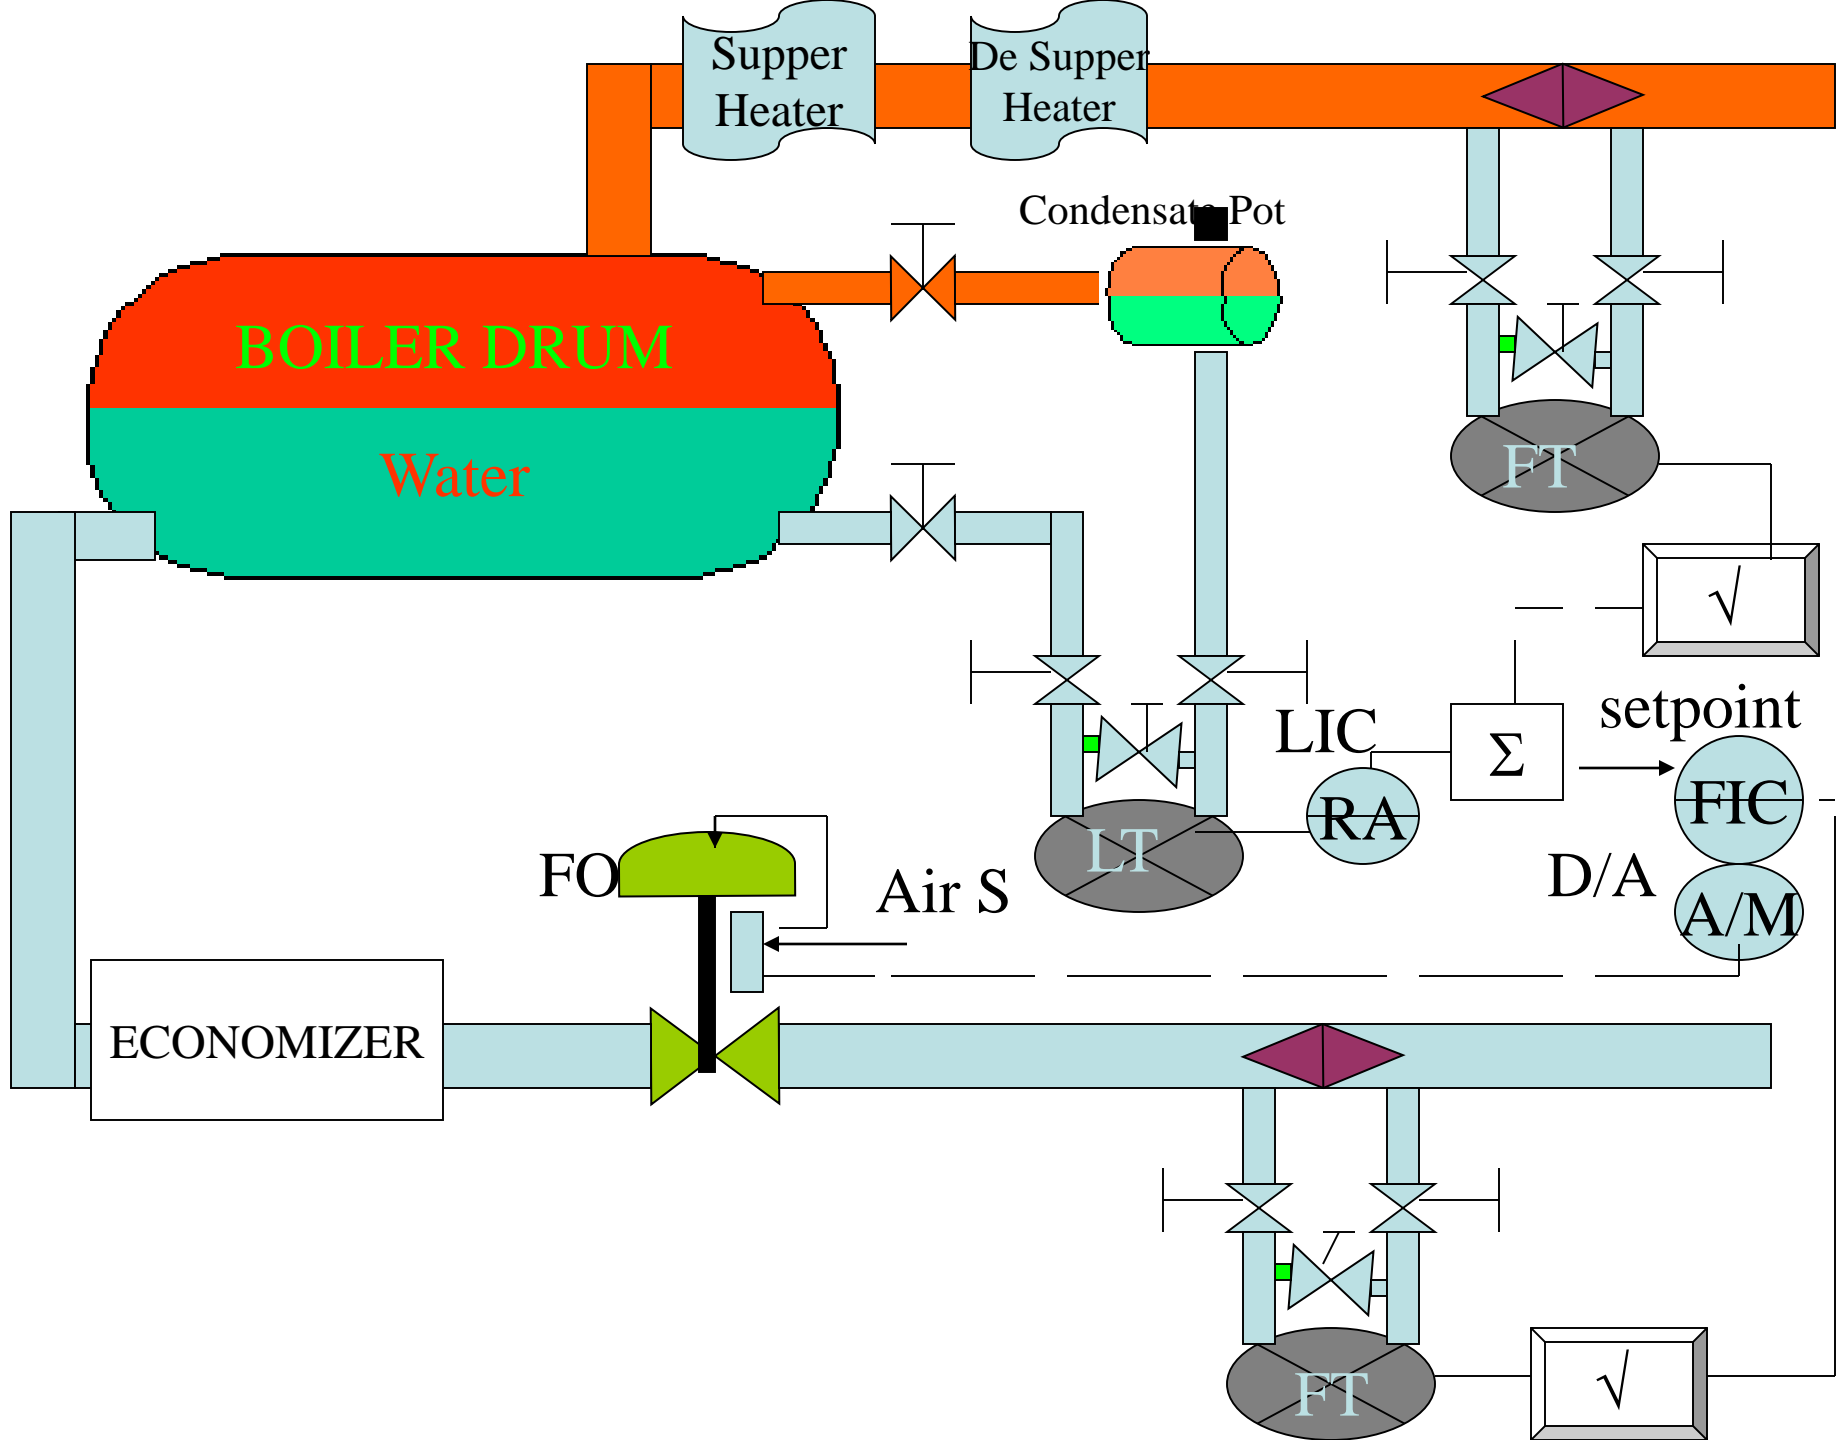 Supper
Heater
De Supper
Heater
Condensate Pot
BOILER DRUM
Water
FT
√
setpoint
LIC
Σ
FIC
RA
LT
FO
Air S
D/A
A/M
ECONOMIZER
FT
√